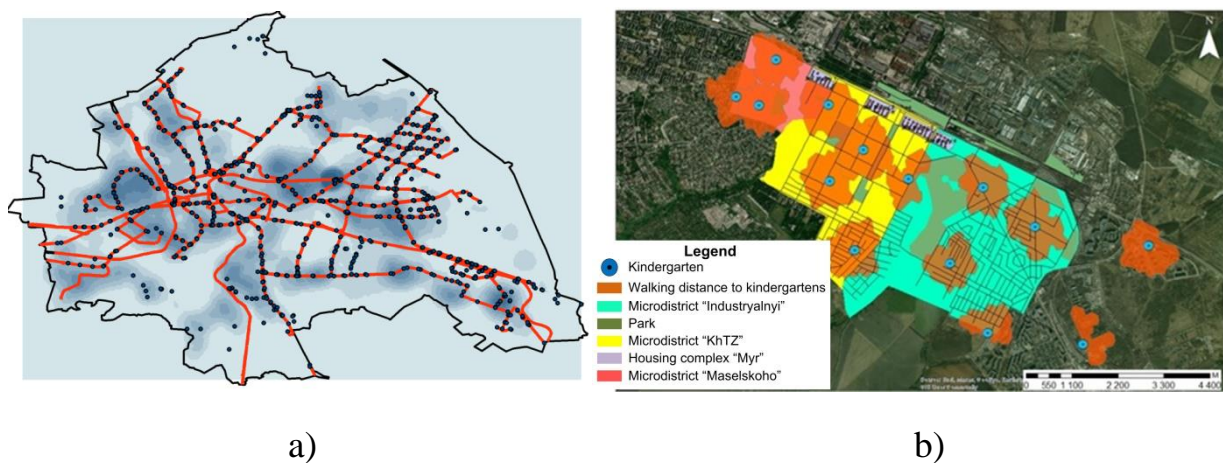 N
Legend
Kindergarten
Walking distance to kindergartens
Microdistrict “Industryalnyi”
Park
Microdistrict “KhTZ”
Housing complex “Myr”
Microdistrict “Maselskoho”
M
0 550 1 100 2 200 3 300 4 400
a)
b)